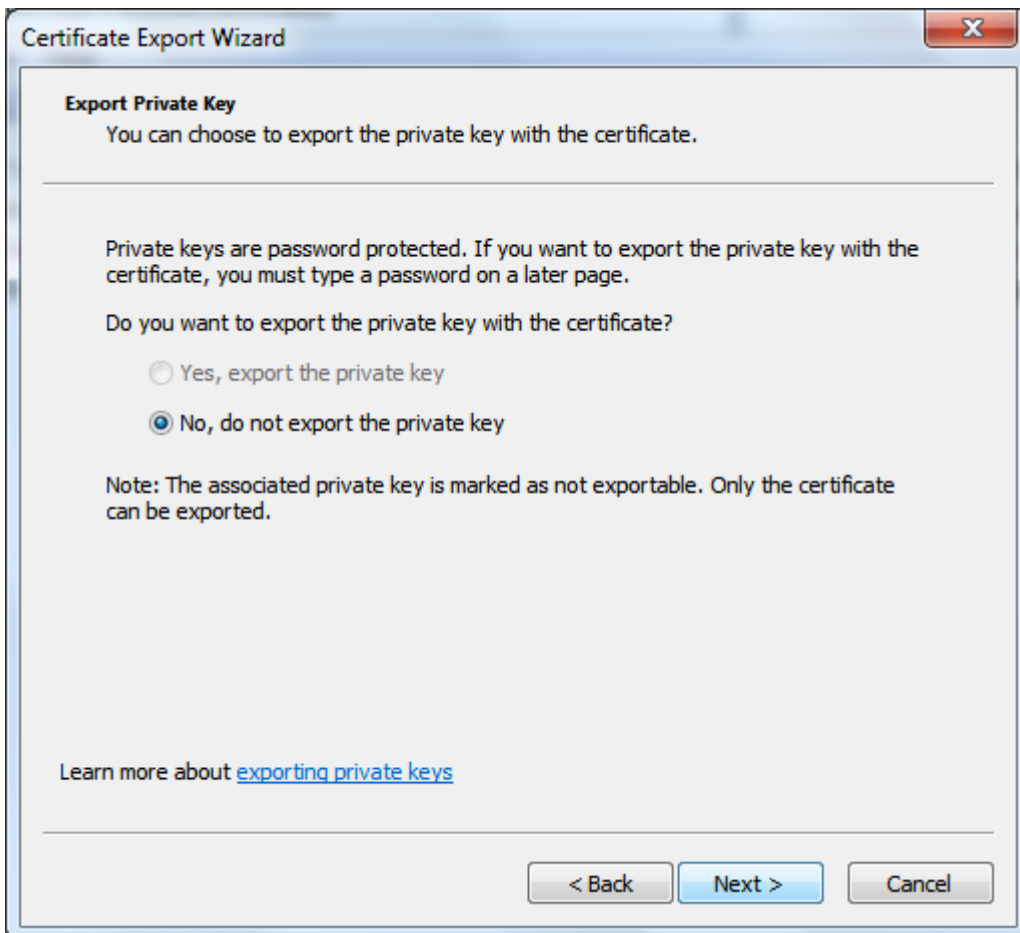 Certificate Export Wizard
Export Private Key
You can choose to export the private key with the certificate.
Private keys are password protected. If you want to export the private key with the
certificate, you must type a password on a later page.
Do you want to export the private key with the certificate?
Yes, export the private key
No, do not export the private key
Note: The associated private key is marked as not exportable. Only the certificate
can be exported.
Learn more about exporting private keys
< Back Next > Cancel